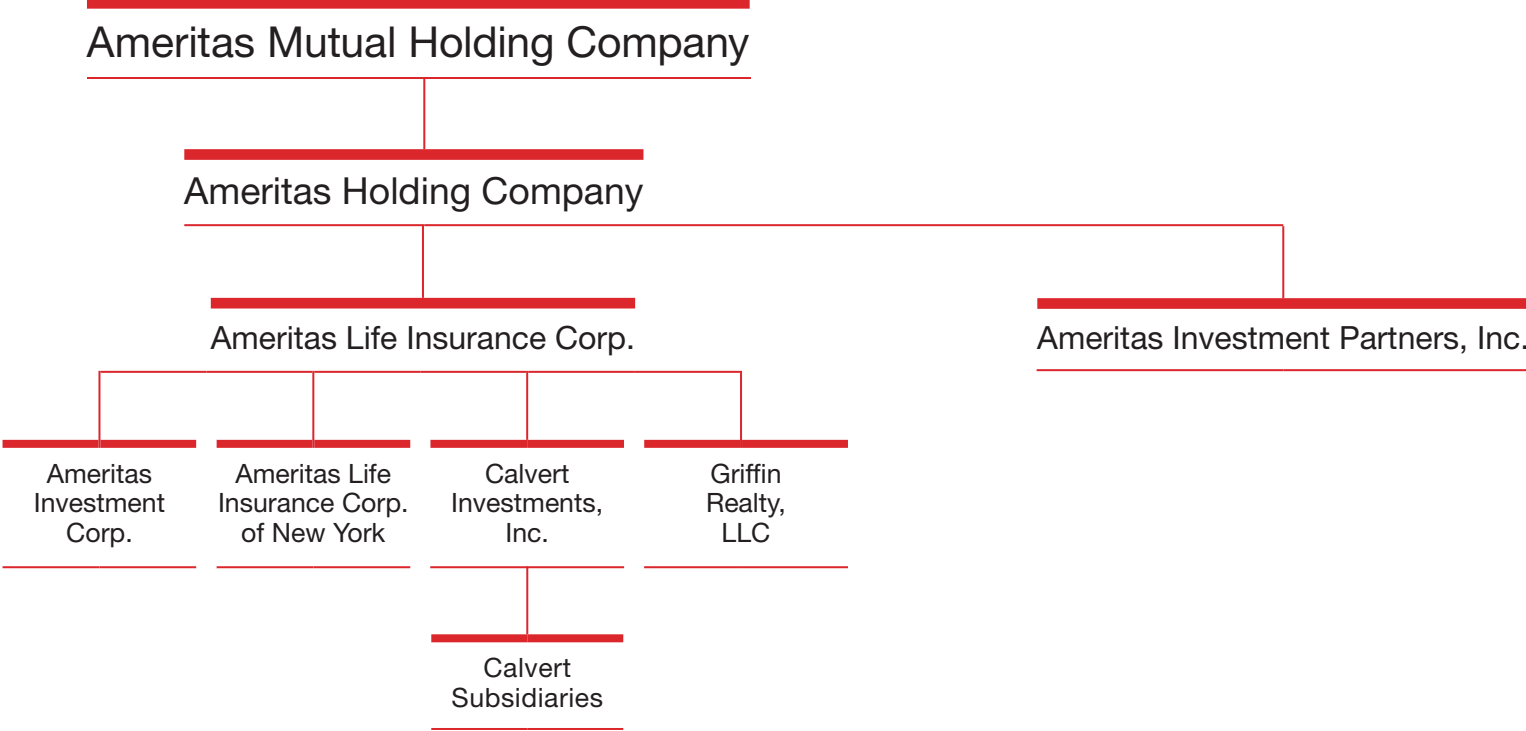 Ameritas Mutual Holding Company
Ameritas Holding Company
Ameritas Life Insurance Corp.
Ameritas Investment Partners, Inc.
Ameritas
Investment
Corp.
Ameritas Life
Insurance Corp.
of New York
Calvert
Investments,
Inc.
Griffin
Realty,
LLC
Calvert
Subsidiaries